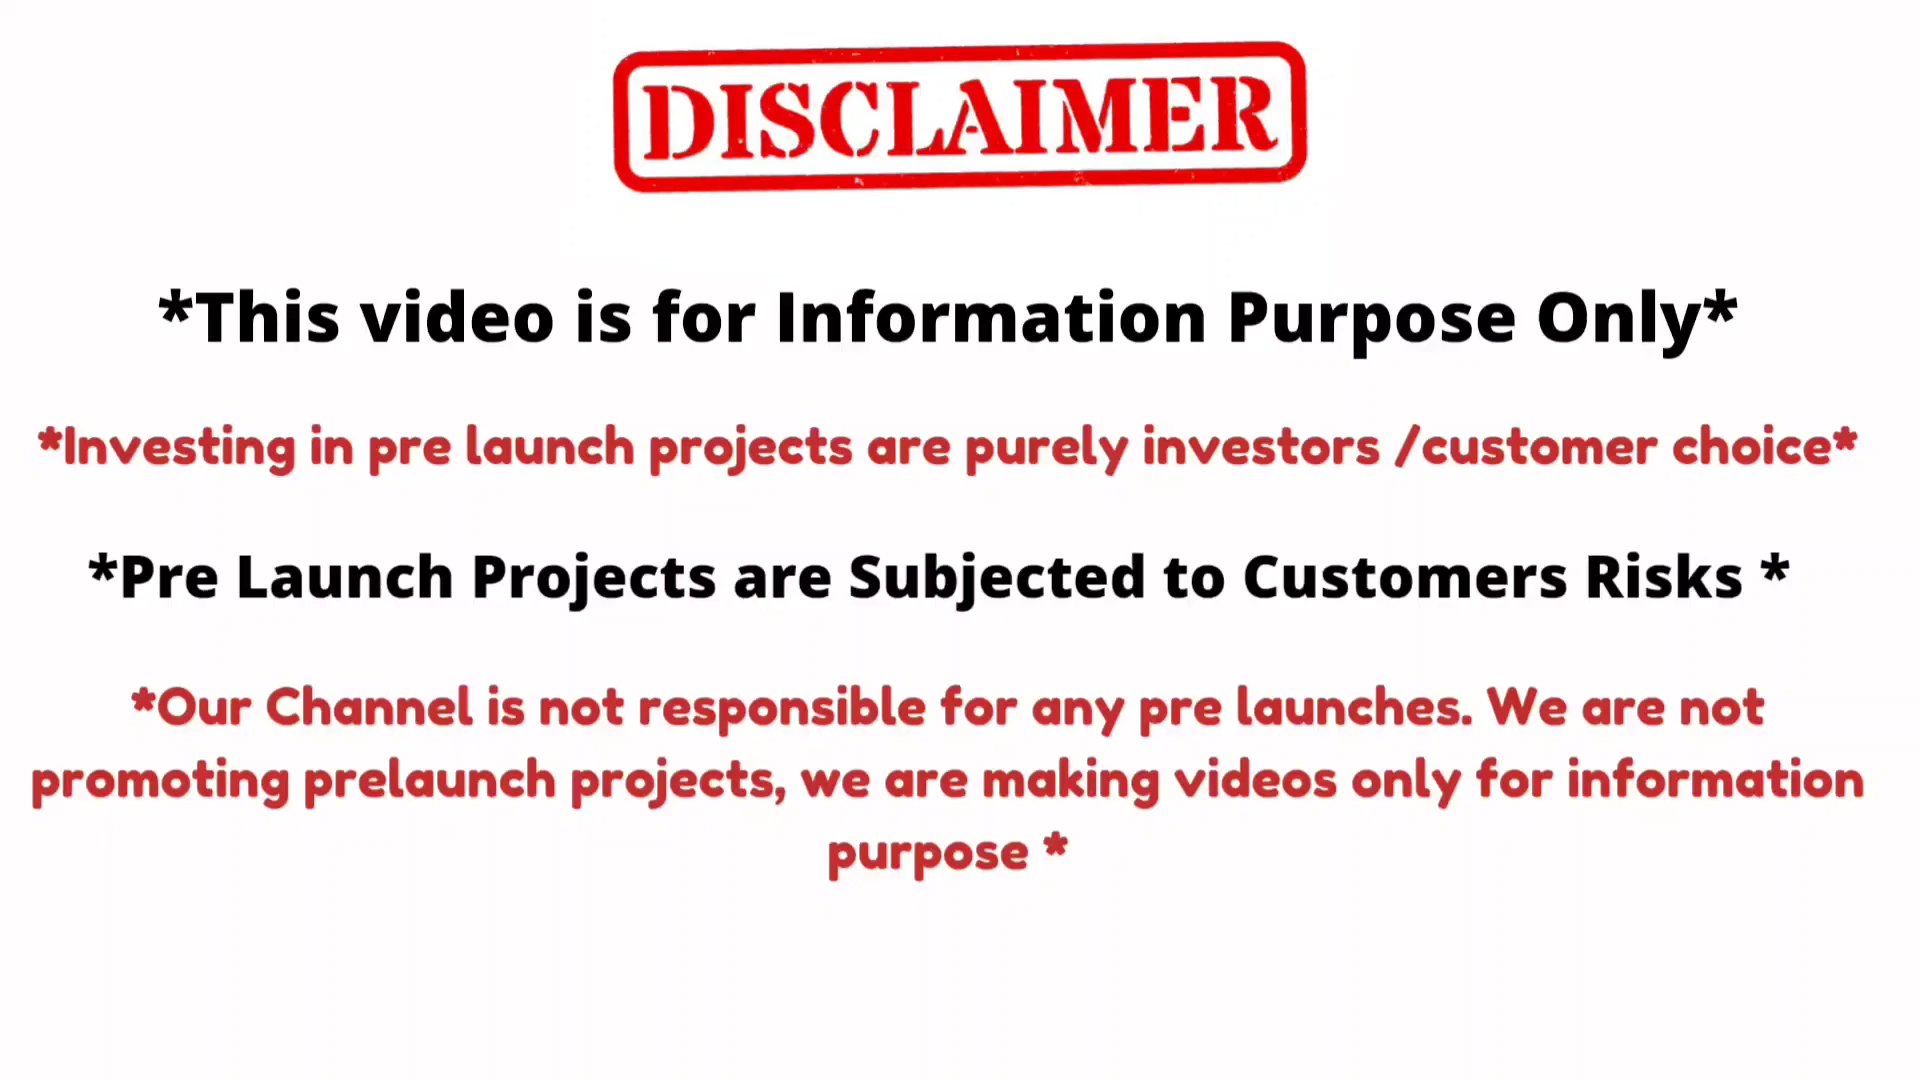 DISCLAIMER
*This video is for Information Purpose Only*
*Investing in pre launch projects are purely investors /customer choice*
*Pre Launch Projects are Subjected to Customers Risks *
*Our Channel is not responsible for any pre launches. We are not
promoting prelaunch projects, we are making videos only for information
purpose *